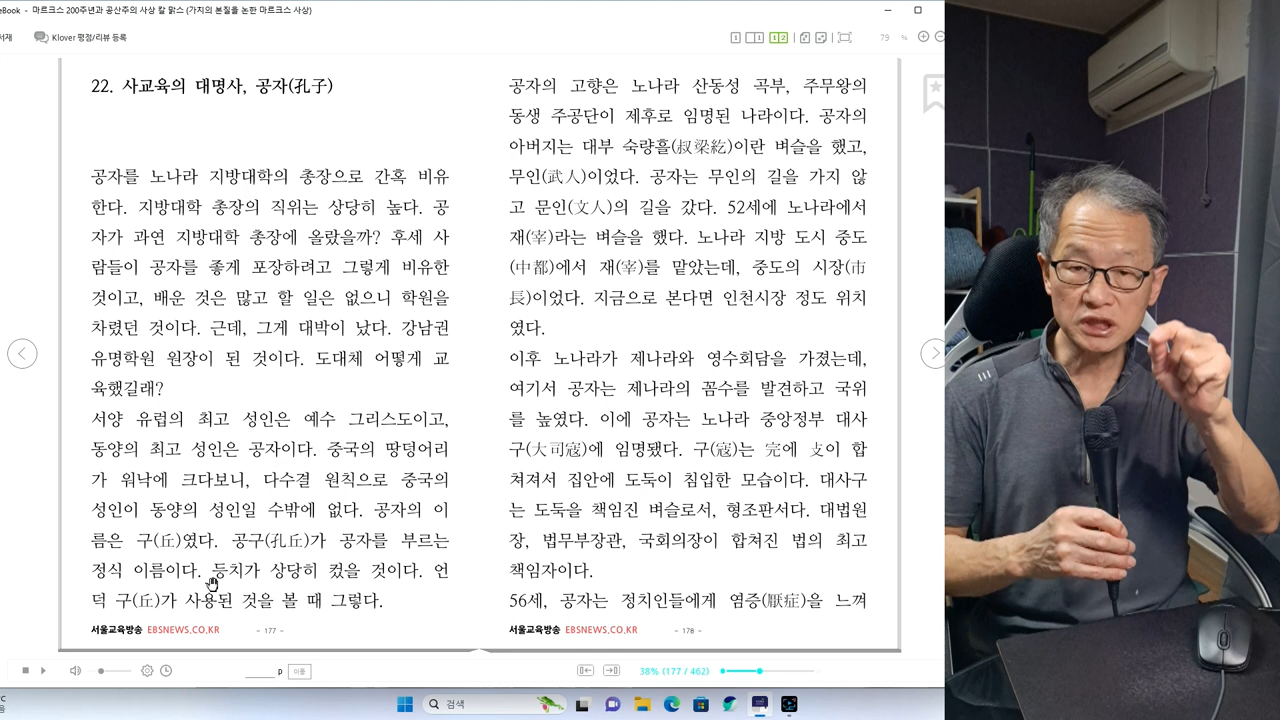 eBook - 마르크스 200주년과 공산주의 사상 칼 맑스 (가치의 본질을 논한 마르크스 사상)
서재 Klover 평점/리뷰 등록
1 1 12 79 %
22. 사교육의 대명사, 공자(孔子)
공자를 노나라 지방대학의 총장으로 간혹 비유
한다. 지방대학 총장의 직위는 상당히 높다. 공
자가 과연 지방대학 총장에 올랐을까? 후세 사
람들이 공자를 좋게 포장하려고 그렇게 비유한
것이고, 배운 것은 많고 할 일은 없으니 학원을
차렸던 것이다. 근데, 그게 대박이 났다. 강남권
유명학원 원장이 된 것이다. 도대체 어떻게 교
육했길래?
서양 유럽의 최고 성인은 예수 그리스도이고,
동양의 최고 성인은 공자이다. 중국의 땅덩어리
가 워낙에 크다보니, 다수결 원칙으로 중국의
성인이 동양의 성인일 수밖에 없다. 공자의 이
름은 구(丘)였다. 공구(孔丘)가 공자를 부르는
정식 이름이다. 등치가 상당히 컸을 것이다. 언
덕 구(丘)가 사용된 것을 볼 때 그렇다.
서울교육방송 EBSNEWS.CO.KR - 177 -
공자의 고향은 노나라 산동성 곡부, 주무왕의
동생 주공단이 제후로 임명된 나라이다. 공자의
아버지는 대부 숙량흘(叔梁紇)이란 벼슬을 했고,
무인(武人)이었다. 공자는 무인의 길을 가지 않
고 문인(文人)의 길을 갔다. 52세에 노나라에서
재(宰)라는 벼슬을 했다. 노나라 지방 도시 중도
(中都)에서 재(宰)를 맡았는데, 중도의 시장(市
長)이었다. 지금으로 본다면 인천시장 정도 위치
였다.
이후 노나라가 제나라와 영수회담을 가졌는데,
여기서 공자는 제나라의 꼼수를 발견하고 국위
를 높였다. 이에 공자는 노나라 중앙정부 대사
구(大司寇)에 임명됐다. 구(寇)는 完에 攴이 합
쳐져서 집안에 도둑이 침입한 모습이다. 대사구
는 도둑을 책임진 벼슬로서, 형조판서다. 대법원
장, 법무부장관, 국회의장이 합쳐진 법의 최고
책임자이다.
56세, 공자는 정치인들에게 염증(厭症)을 느껴
서울교육방송 EBSNEWS.CO.KR - 178 -
p 이동 38% (177 / 462)
검색